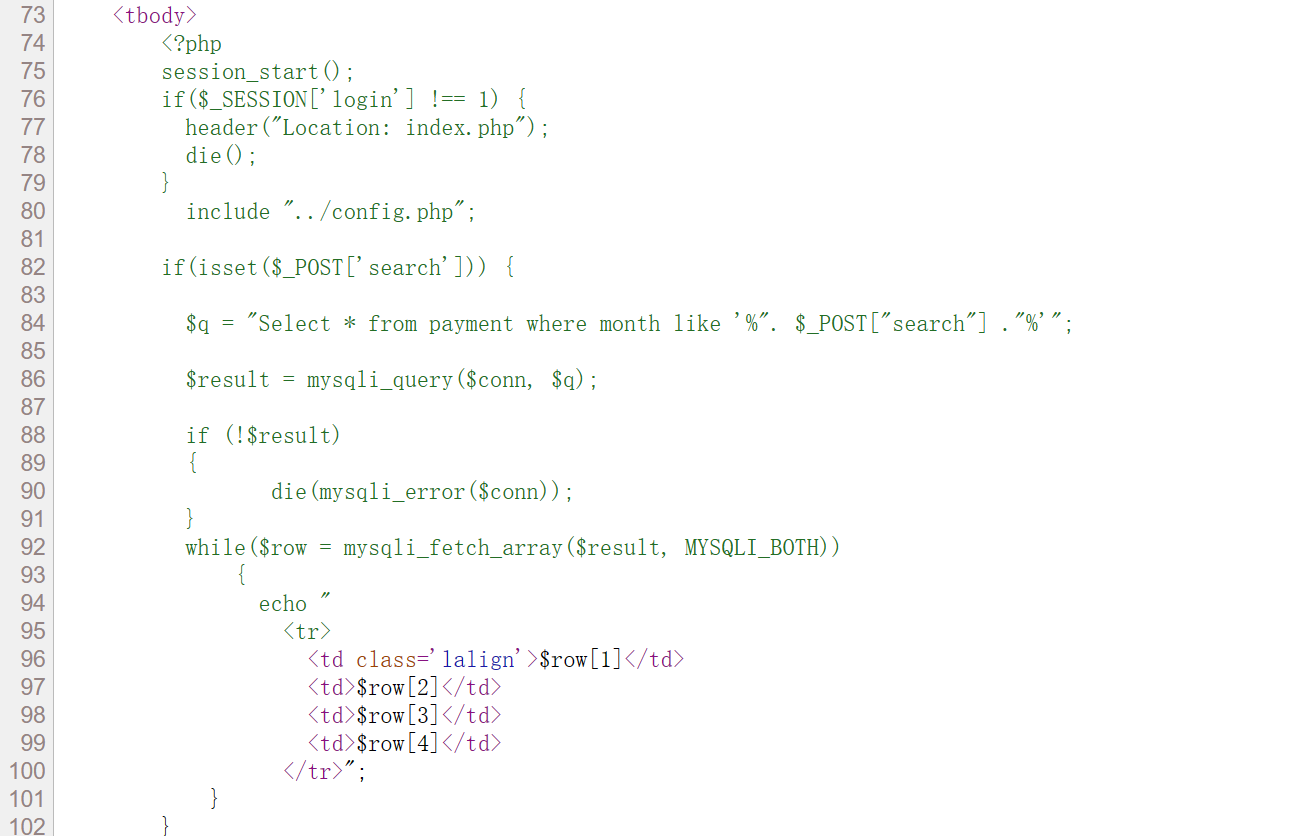 73 <tbody>
74 <?php
75 session_start();
76 if($_SESSION['login'] !== 1) {
77 header("Location: index.php");
78 die();
79 }
80 include "../config.php";
81
82 if(isset($_POST['search'])) {
83
84 $q = "Select * from payment where month like '%". $_POST["search"] ."%'";
85
86 $result = mysqli_query($conn, $q);
87
88 if (!$result)
89 {
90 die(mysqli_error($conn));
91 }
92 while($row = mysqli_fetch_array($result, MYSQLI_BOTH))
93 {
94 echo "
95 <tr>
96 <td class='lalign'>$row[1]</td>
97 <td>$row[2]</td>
98 <td>$row[3]</td>
99 <td>$row[4]</td>
100 </tr>";
101 }
102 }